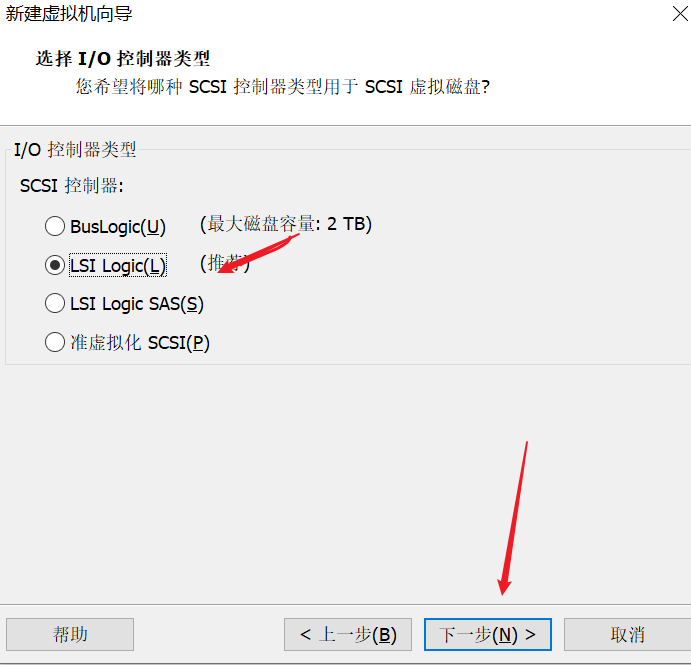 新建虚拟机向导
选择 I/O 控制器类型
您希望将哪种 SCSI 控制器类型用于 SCSI 虚拟磁盘?
I/O 控制器类型
SCSI 控制器:
BusLogic(U) (最大磁盘容量: 2 TB)
LSI Logic(L) (推荐)
LSI Logic SAS(S)
准虚拟化 SCSI(P)
帮助 < 上一步(B) 下一步(N) > 取消